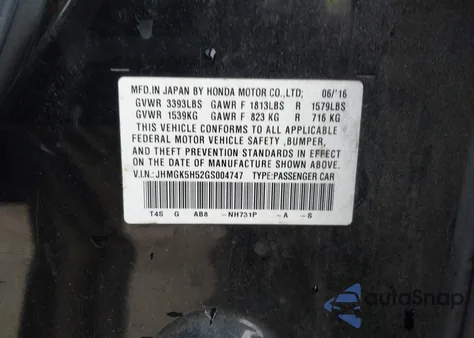 MFD.IN JAPAN BY HONDA MOTOR CO.,LTD; 06/'16
GVWR 3393LBS GAWR F 1813LBS R 1579LBS
GVWR 1539KG GAWR F 823 KG R 716 KG
THIS VEHICLE CONFORMS TO ALL APPLICABLE
FEDERAL MOTOR VEHICLE SAFETY ,BUMPER,
AND THEFT PREVENTION STANDARDS IN EFFECT
ON THE DATE OF MANUFACTURE SHOWN ABOVE.
V.I.N.: JHMGK5H52GS004747 TYPE:PASSENGER CAR
T4S G AB8 -NH731P -A -S
autoSnap